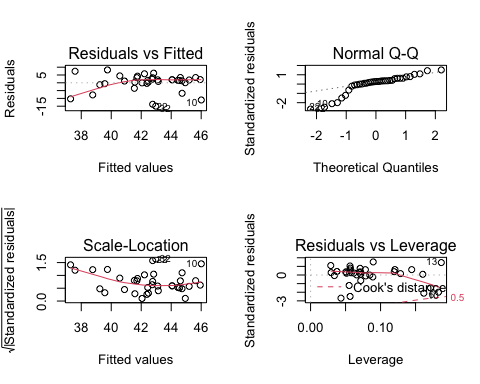 Residuals vs Fitted
Residuals
5
-15
10
38 40 42 44 46
Fitted values
Normal Q-Q
Standardized residuals
1
-2
-2 -1 0 1 2
Theoretical Quantiles
Scale-Location
√|Standardized residuals|
1.5
0.0
10
38 40 42 44 46
Fitted values
Residuals vs Leverage
Standardized residuals
0
-3
13
Cook's distance
0.5
0.00 0.10
Leverage